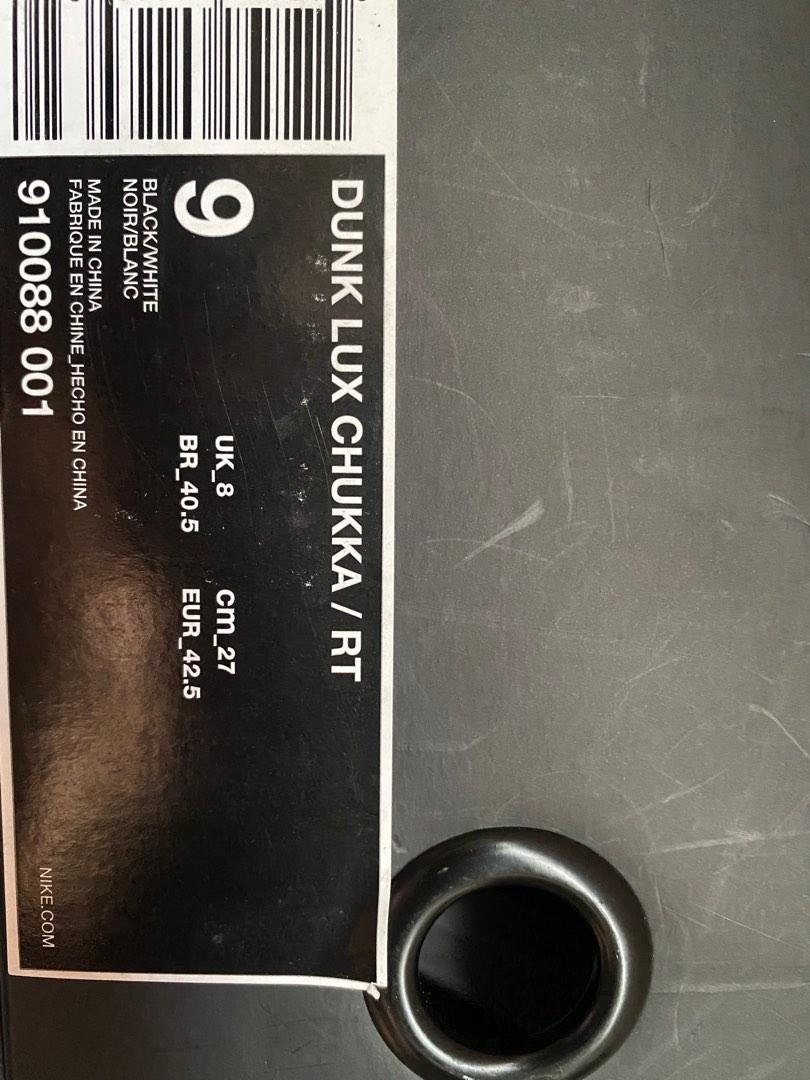 DUNK LUX CHUKKA / RT
9
UK_8 cm_27
BR_40.5 EUR_42.5
BLACK/WHITE
NOIR/BLANC
MADE IN CHINA
FABRIQUE EN CHINE_HECHO EN CHINA
910088 001
NIKE.COM